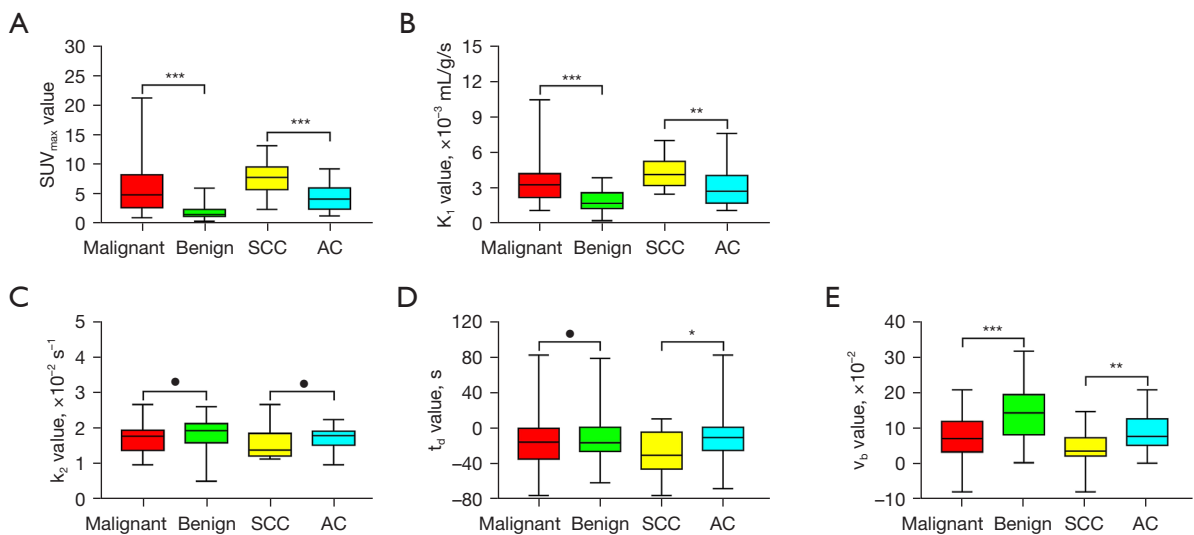 A
SUVmax value
30
25
20
15
10
5
0
***
***
Malignant Benign SCC AC
B
K1 value, ×10−3 mL/g/s
15
12
9
6
3
0
***
**
Malignant Benign SCC AC
C
k2 value, ×10−2 s−1
5
4
3
2
1
0
Malignant Benign SCC AC
D
td value, s
120
80
40
−0
−40
−80
*
Malignant Benign SCC AC
E
vb value, ×10−2
40
30
20
10
0
−10
***
**
Malignant Benign SCC AC